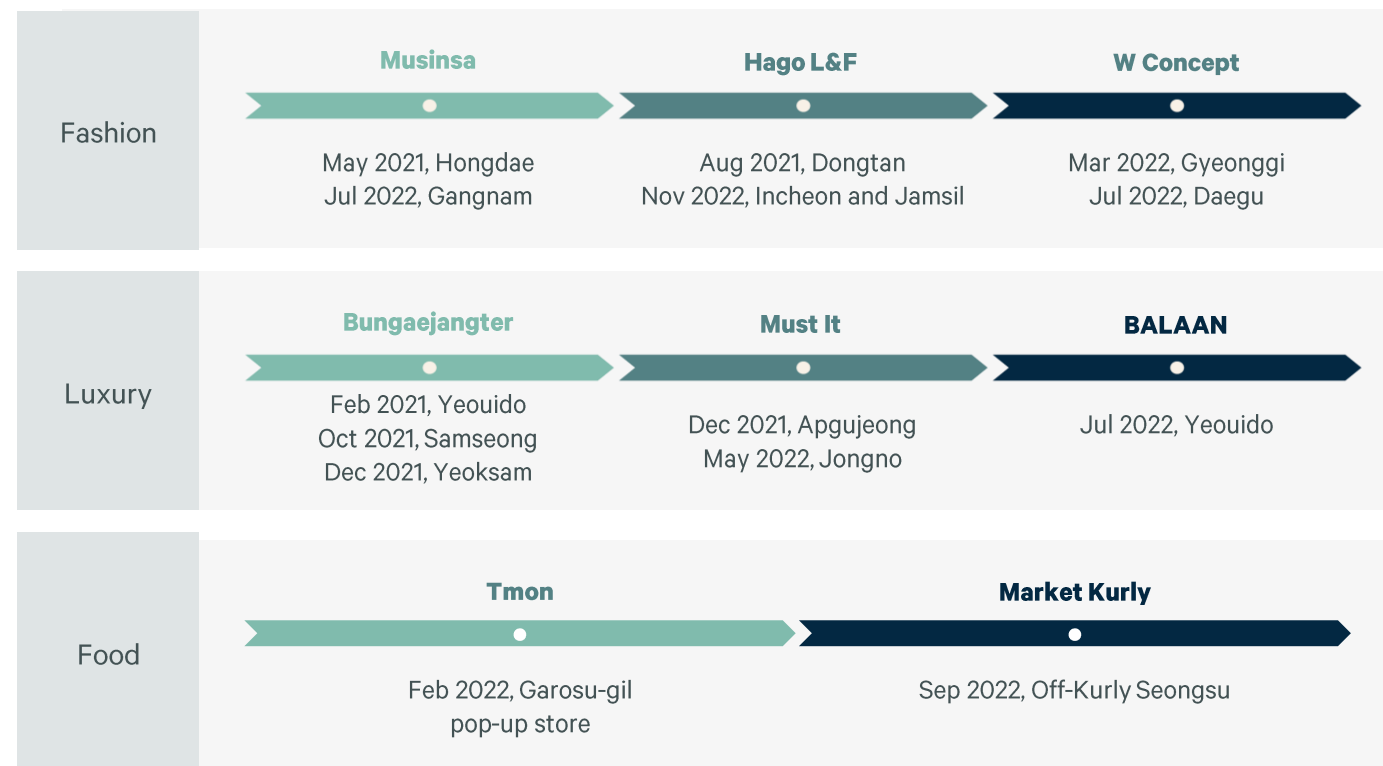 Fashion
Musinsa
May 2021, Hongdae
Jul 2022, Gangnam
Hago L&F
Aug 2021, Dongtan
Nov 2022, Incheon and Jamsil
W Concept
Mar 2022, Gyeonggi
Jul 2022, Daegu
Luxury
Bungaejangter
Feb 2021, Yeouido
Oct 2021, Samseong
Dec 2021, Yeoksam
Must It
Dec 2021, Apgujeong
May 2022, Jongno
BALAAN
Jul 2022, Yeouido
Food
Tmon
Feb 2022, Garosu-gil
pop-up store
Market Kurly
Sep 2022, Off-Kurly Seongsu